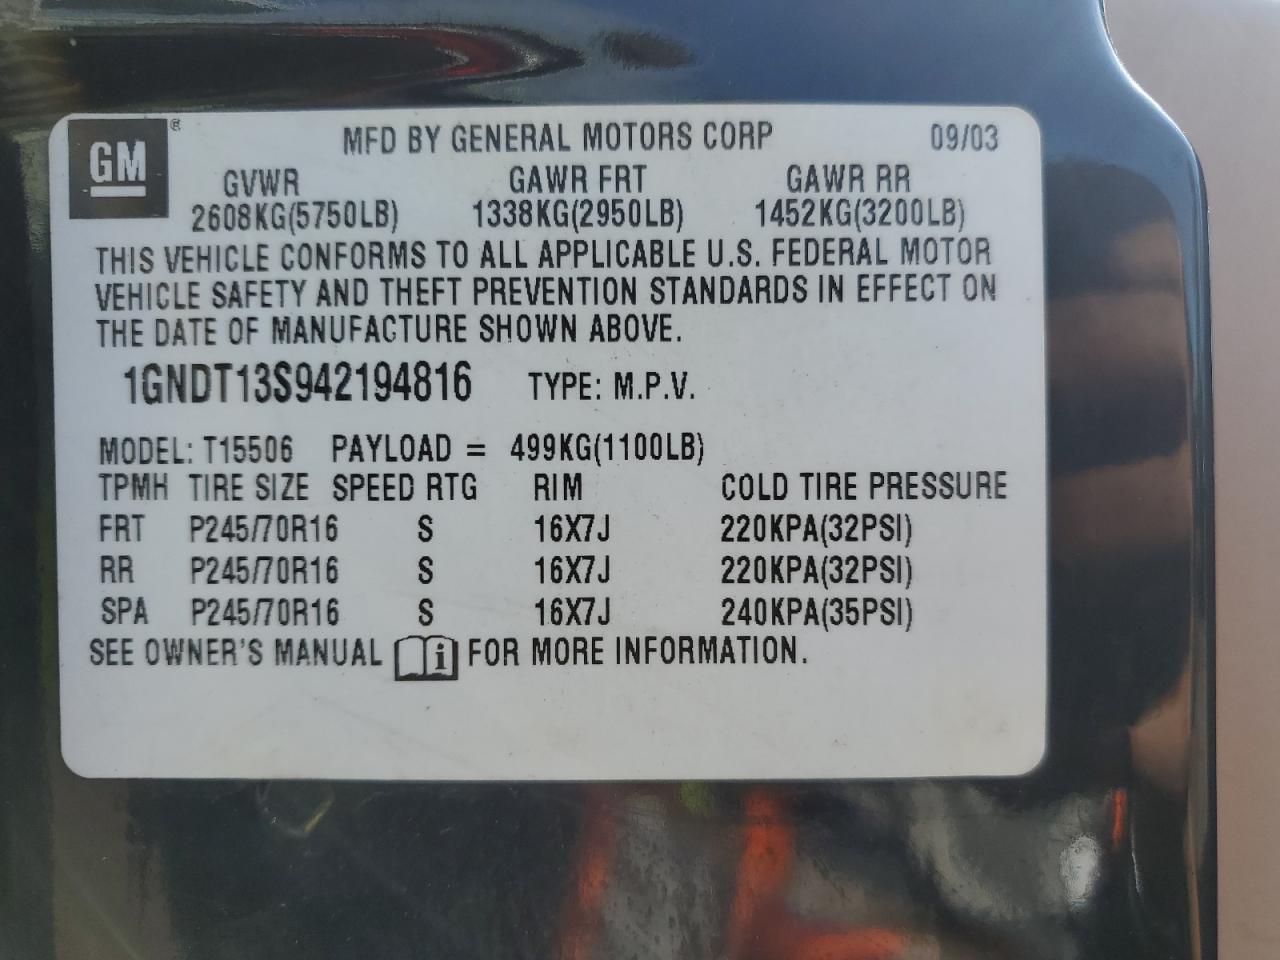 GM ®
MFD BY GENERAL MOTORS CORP 09/03
GVWR GAWR FRT GAWR RR
2608KG(5750LB) 1338KG(2950LB) 1452KG(3200LB)
THIS VEHICLE CONFORMS TO ALL APPLICABLE U.S. FEDERAL MOTOR
VEHICLE SAFETY AND THEFT PREVENTION STANDARDS IN EFFECT ON
THE DATE OF MANUFACTURE SHOWN ABOVE.
1GNDT13S942194816 TYPE: M.P.V.
MODEL: T15506 PAYLOAD = 499KG(1100LB)
TPMH TIRE SIZE SPEED RTG RIM COLD TIRE PRESSURE
FRT P245/70R16 S 16X7J 220KPA(32PSI)
RR P245/70R16 S 16X7J 220KPA(32PSI)
SPA P245/70R16 S 16X7J 240KPA(35PSI)
SEE OWNER'S MANUAL i FOR MORE INFORMATION.